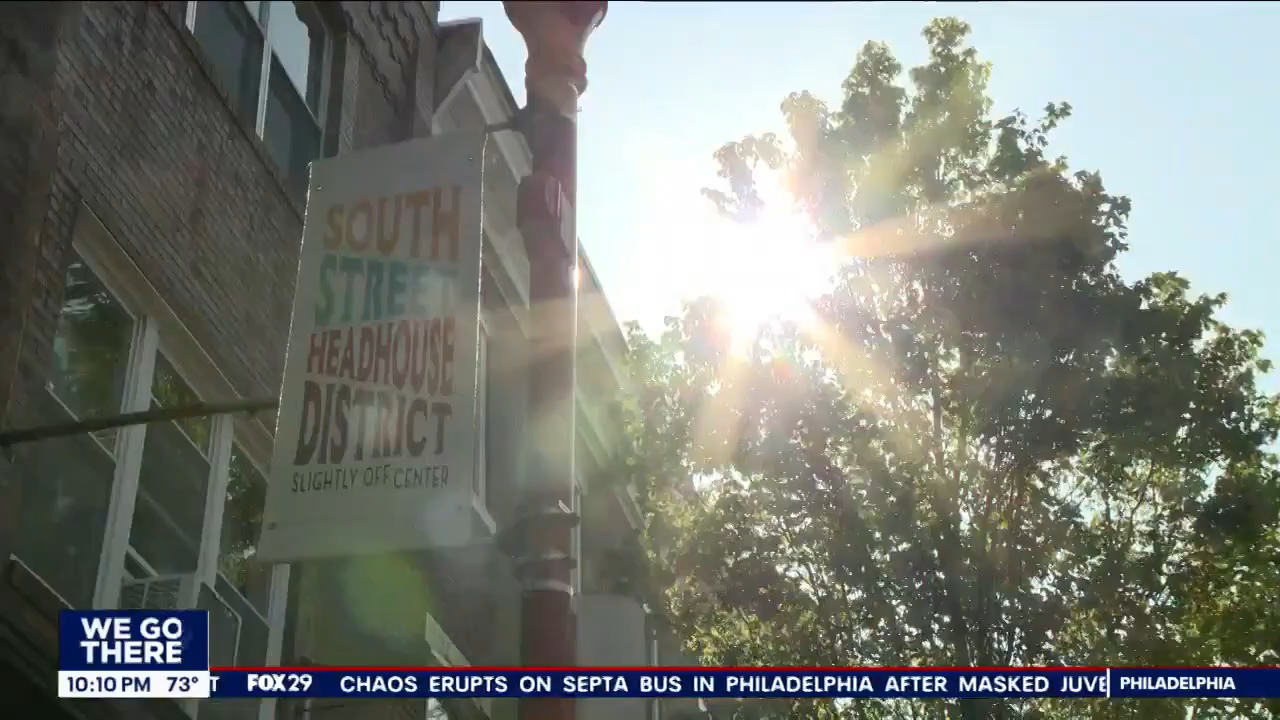 SOUTH
STREET
HEADHOUSE
DISTRICT
SLIGHTLY OFF CENTER
WE GO
THERE
10:10 PM 73°
FOX29 CHAOS ERUPTS ON SEPTA BUS IN PHILADELPHIA AFTER MASKED JUVE
PHILADELPHIA